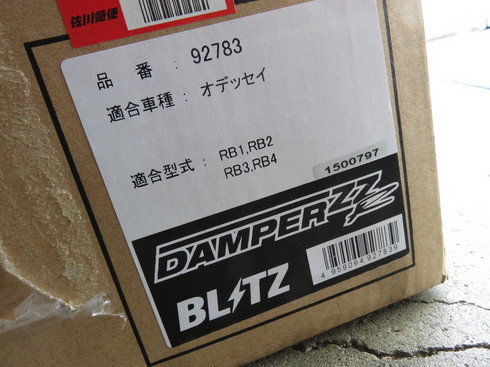 佐川急便
品 番 : 92783
適合車種 : オデッセイ
適合型式 : RB1,RB2
RB3,RB4
1500797
DAMPER ZZ-R
BLITZ
4 959094 927839